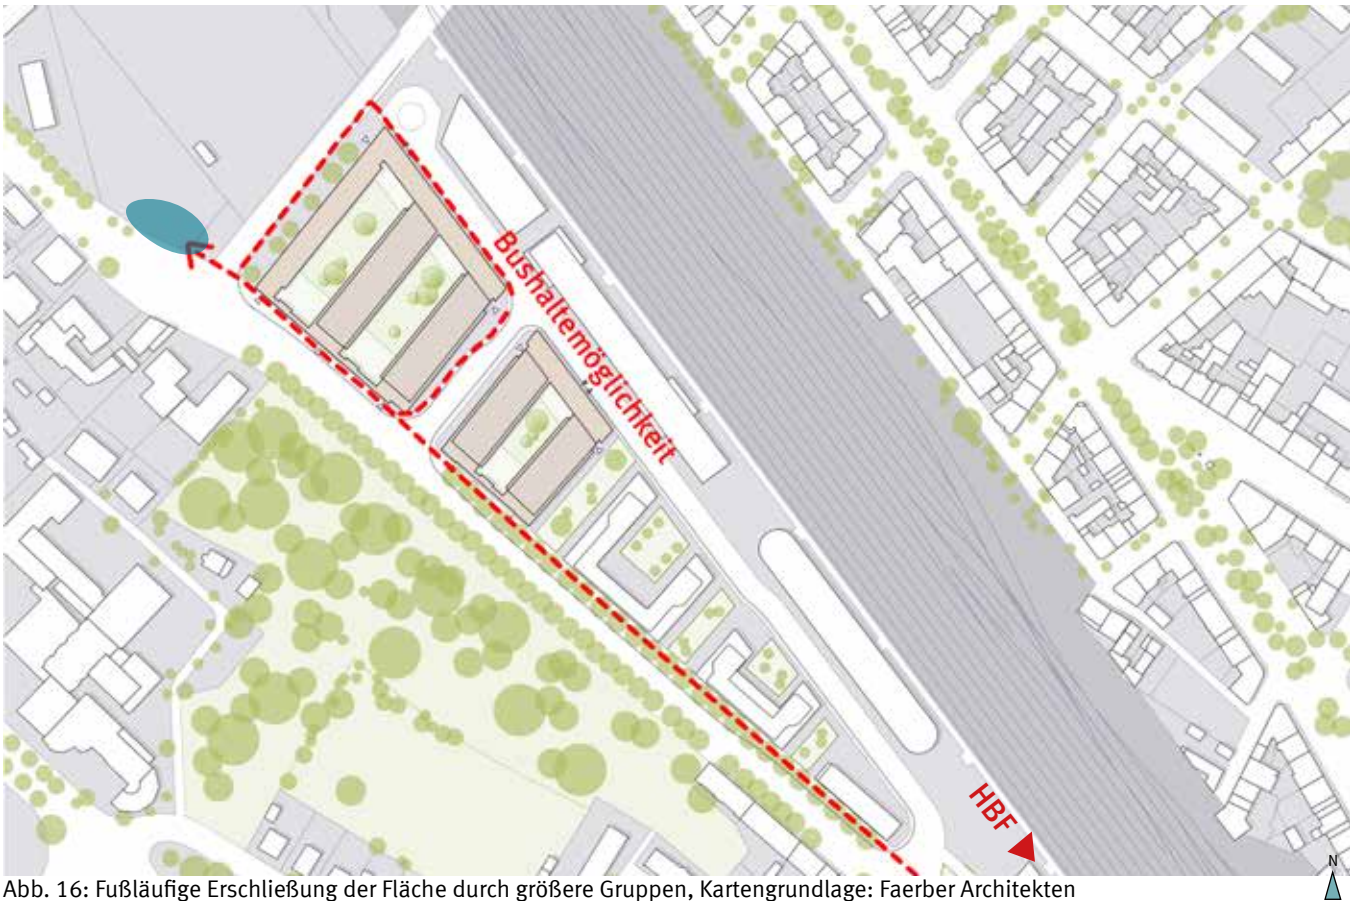 Bushaltemöglichkeit
HBF
N
Abb. 16: Fußläufige Erschließung der Fläche durch größere Gruppen, Kartengrundlage: Faerber Architekten